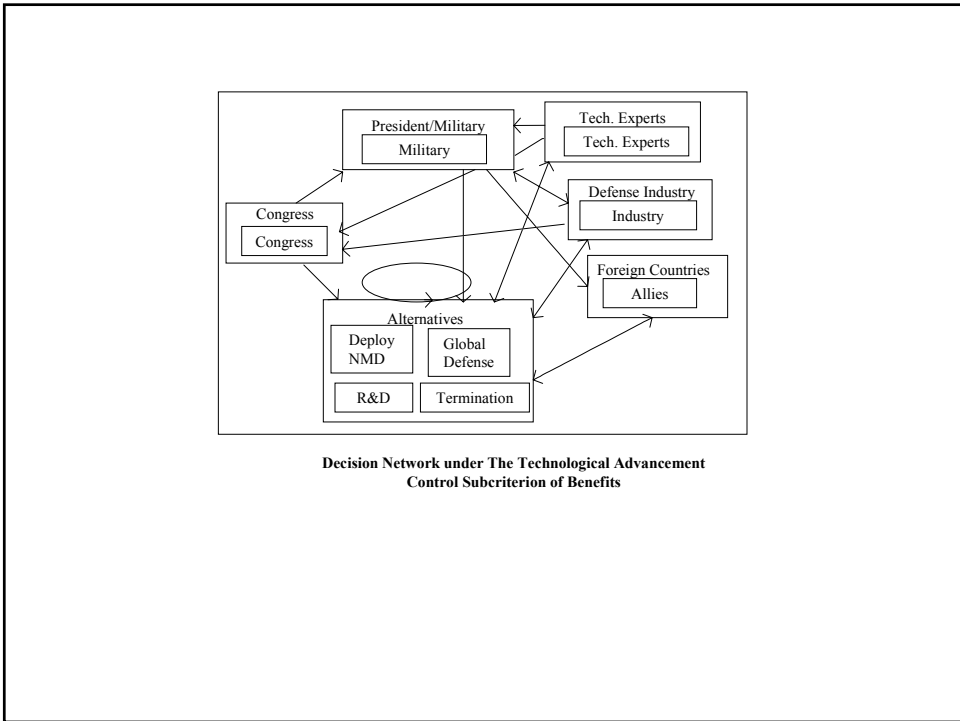 President/Military
Military
Tech. Experts
Tech. Experts
Defense Industry
Industry
Congress
Congress
Foreign Countries
Allies
Alternatives
Deploy
NMD
Global
Defense
R&D
Termination
Decision Network under The Technological Advancement
Control Subcriterion of Benefits